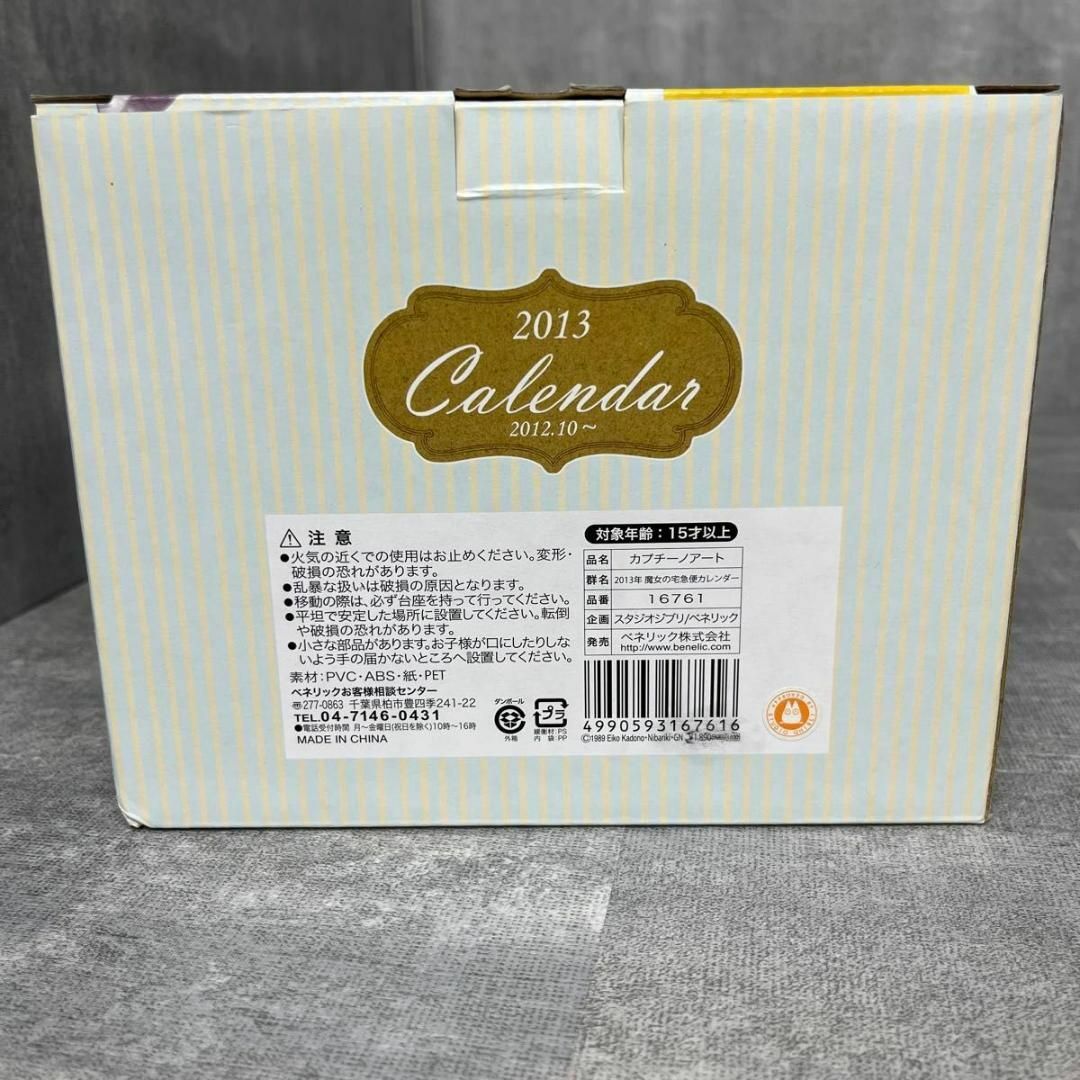 2013
Calendar
2012.10～
⚠ 注意
●火気の近くでの使用はお止めください。変形・
破損の恐れがあります。
●乱暴な扱いは破損の原因となります。
●移動の際は、必ず台座を持って行ってください。
●平坦で安定した場所に設置してください。転倒
や破損の恐れがあります。
●小さな部品があります。お子様が口にしたりしな
いよう手の届かないところへ設置してください。
素材：PVC・ABS・紙・PET
ベネリックお客様相談センター
〒277-0863 千葉県柏市豊四季241-22
TEL.04-7146-0431
●電話受付時間 月～金曜日(祝日を除く)10時～16時
MADE IN CHINA
ダンボール
外箱
プラ
緩衝材:PS
内 袋:PP
対象年齢：15才以上
品名 カプチーノアート
群名 2013年 魔女の宅急便カレンダー
品番 16761
企画 スタジオジブリ/ベネリック
発売 ベネリック株式会社
http://www.benelic.com
4990593167616
©1989 Eiko Kadono・Nibariki・GN